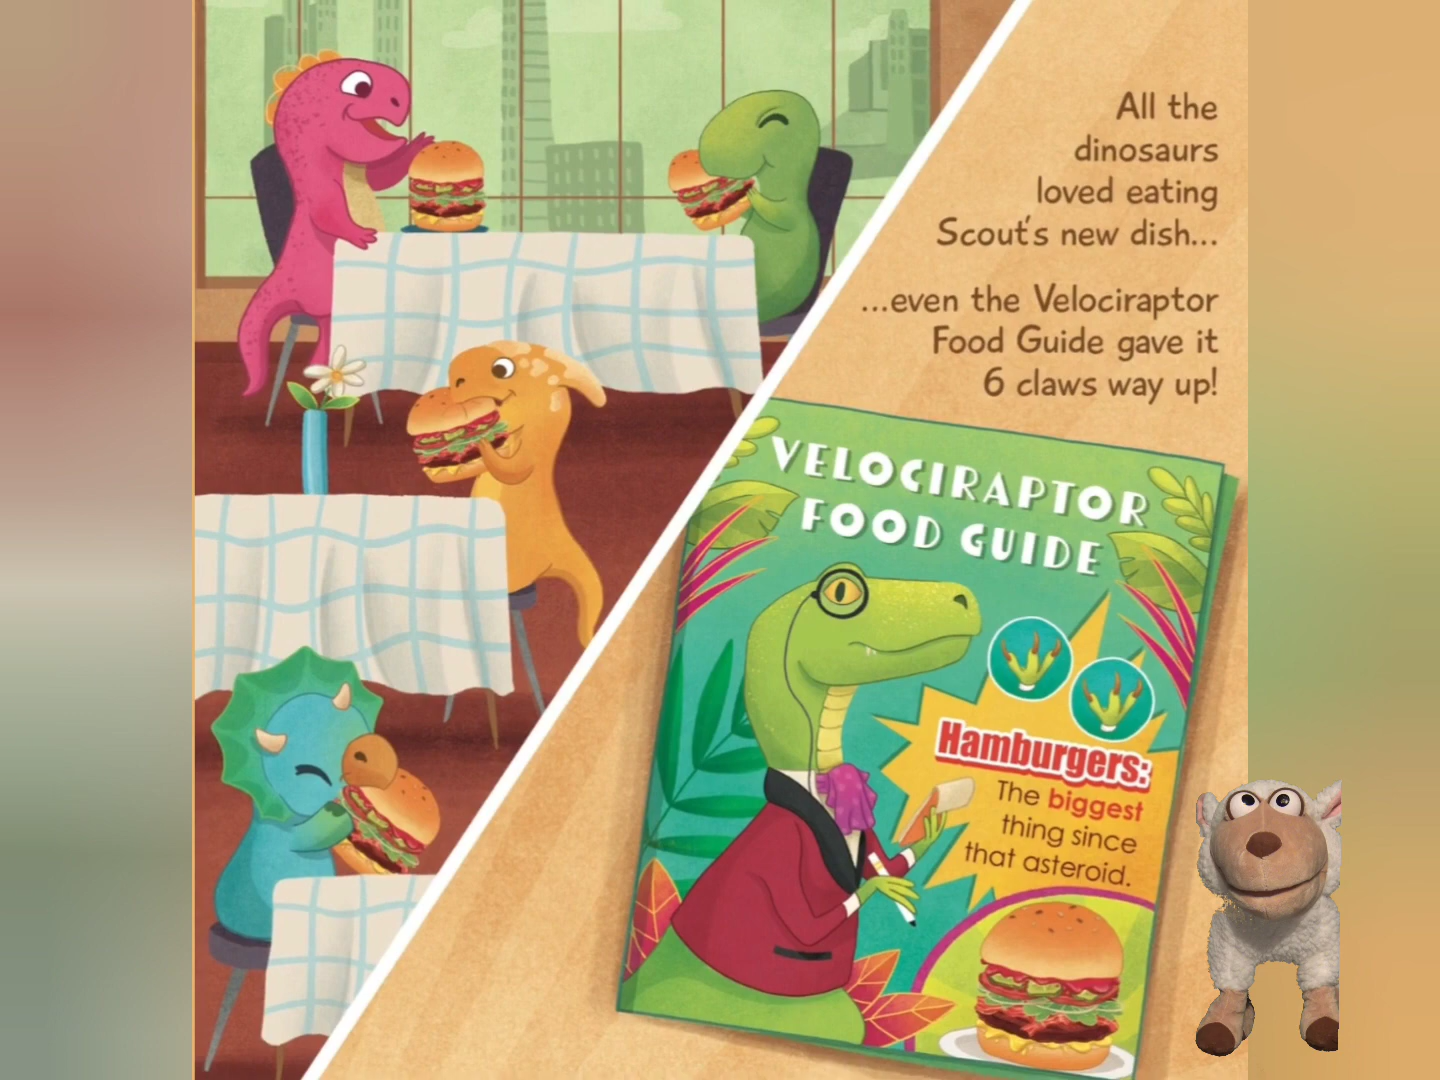 All the
dinosaurs
loved eating
Scout's new dish...
...even the Velociraptor
Food Guide gave it
6 claws way up!
VELOCIRAPTOR
FOOD GUIDE
Hamburgers:
The biggest
thing since
that asteroid.